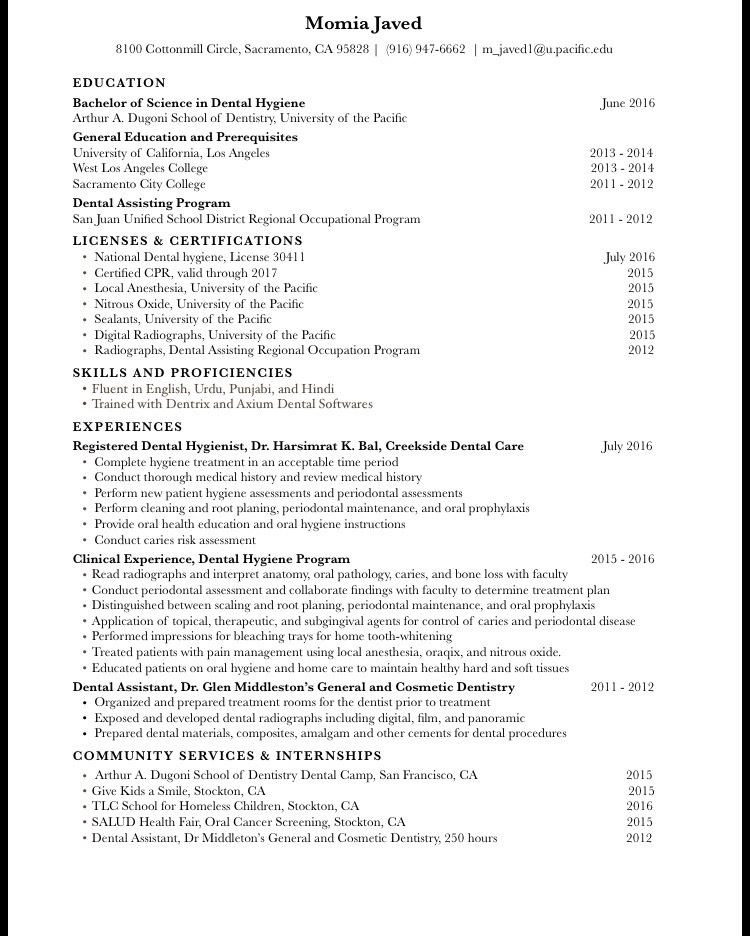 Momia Javed
8100 Cottonmill Circle, Sacramento, CA 95828 | (916) 947-6662 | m_javed1@u.pacific.edu
EDUCATION
Bachelor of Science in Dental Hygiene June 2016
Arthur A. Dugoni School of Dentistry, University of the Pacific
General Education and Prerequisites
University of California, Los Angeles 2013 - 2014
West Los Angeles College 2013 - 2014
Sacramento City College 2011 - 2012
Dental Assisting Program
San Juan Unified School District Regional Occupational Program 2011 - 2012
LICENSES & CERTIFICATIONS
• National Dental hygiene, License 30411 July 2016
• Certified CPR, valid through 2017 2015
• Local Anesthesia, University of the Pacific 2015
• Nitrous Oxide, University of the Pacific 2015
• Sealants, University of the Pacific 2015
• Digital Radiographs, University of the Pacific 2015
• Radiographs, Dental Assisting Regional Occupation Program 2012
SKILLS AND PROFICIENCIES
• Fluent in English, Urdu, Punjabi, and Hindi
• Trained with Dentrix and Axium Dental Softwares
EXPERIENCES
Registered Dental Hygienist, Dr. Harsimrat K. Bal, Creekside Dental Care July 2016
• Complete hygiene treatment in an acceptable time period
• Conduct thorough medical history and review medical history
• Perform new patient hygiene assessments and periodontal assessments
• Perform cleaning and root planing, periodontal maintenance, and oral prophylaxis
• Provide oral health education and oral hygiene instructions
• Conduct caries risk assessment
Clinical Experience, Dental Hygiene Program 2015 - 2016
• Read radiographs and interpret anatomy, oral pathology, caries, and bone loss with faculty
• Conduct periodontal assessment and collaborate findings with faculty to determine treatment plan
• Distinguished between scaling and root planing, periodontal maintenance, and oral prophylaxis
• Application of topical, therapeutic, and subgingival agents for control of caries and periodontal disease
• Performed impressions for bleaching trays for home tooth-whitening
• Treated patients with pain management using local anesthesia, oraqix, and nitrous oxide.
• Educated patients on oral hygiene and home care to maintain healthy hard and soft tissues
Dental Assistant, Dr. Glen Middleston's General and Cosmetic Dentistry 2011 - 2012
• Organized and prepared treatment rooms for the dentist prior to treatment
• Exposed and developed dental radiographs including digital, film, and panoramic
• Prepared dental materials, composites, amalgam and other cements for dental procedures
COMMUNITY SERVICES & INTERNSHIPS
• Arthur A. Dugoni School of Dentistry Dental Camp, San Francisco, CA 2015
• Give Kids a Smile, Stockton, CA 2015
• TLC School for Homeless Children, Stockton, CA 2016
• SALUD Health Fair, Oral Cancer Screening, Stockton, CA 2015
• Dental Assistant, Dr Middleton's General and Cosmetic Dentistry, 250 hours 2012